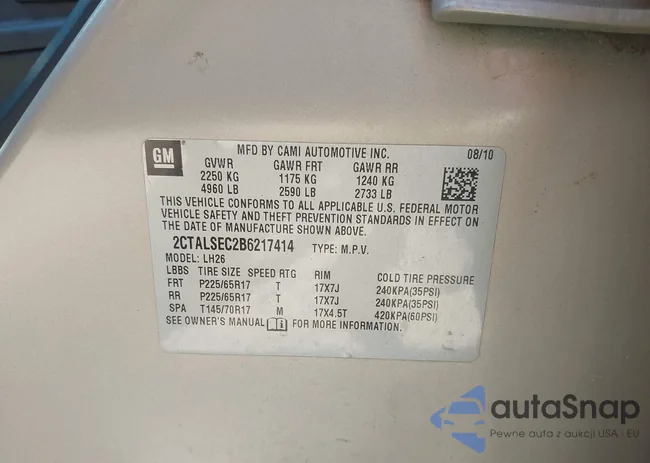 GM
MFD BY CAMI AUTOMOTIVE INC. 08/10
GVWR GAWR FRT GAWR RR
2250 KG 1175 KG 1240 KG
4960 LB 2590 LB 2733 LB
THIS VEHICLE CONFORMS TO ALL APPLICABLE U.S. FEDERAL MOTOR
VEHICLE SAFETY AND THEFT PREVENTION STANDARDS IN EFFECT ON
THE DATE OF MANUFACTURE SHOWN ABOVE.
2CTALSEC2B6217414 TYPE: M.P.V.
MODEL: LH26
LBBS TIRE SIZE SPEED RTG RIM COLD TIRE PRESSURE
FRT P225/65R17 T 17X7J 240KPA(35PSI)
RR P225/65R17 T 17X7J 240KPA(35PSI)
SPA T145/70R17 M 17X4.5T 420KPA(60PSI)
SEE OWNER'S MANUAL FOR MORE INFORMATION
autaSnap
Pewne auta z aukcji USA - EU